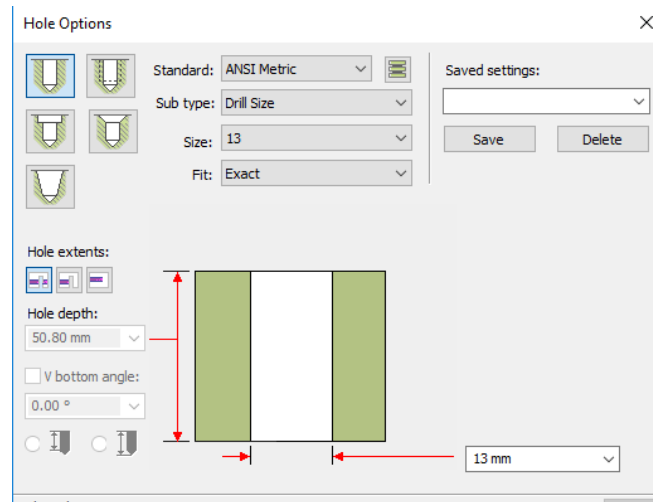 Hole Options
Standard: ANSI Metric
Saved settings:
Sub type: Drill Size
Size: 13
Save Delete
Fit: Exact
Hole extents:
Hole depth:
50.80 mm
V bottom angle:
0.00 °
13 mm